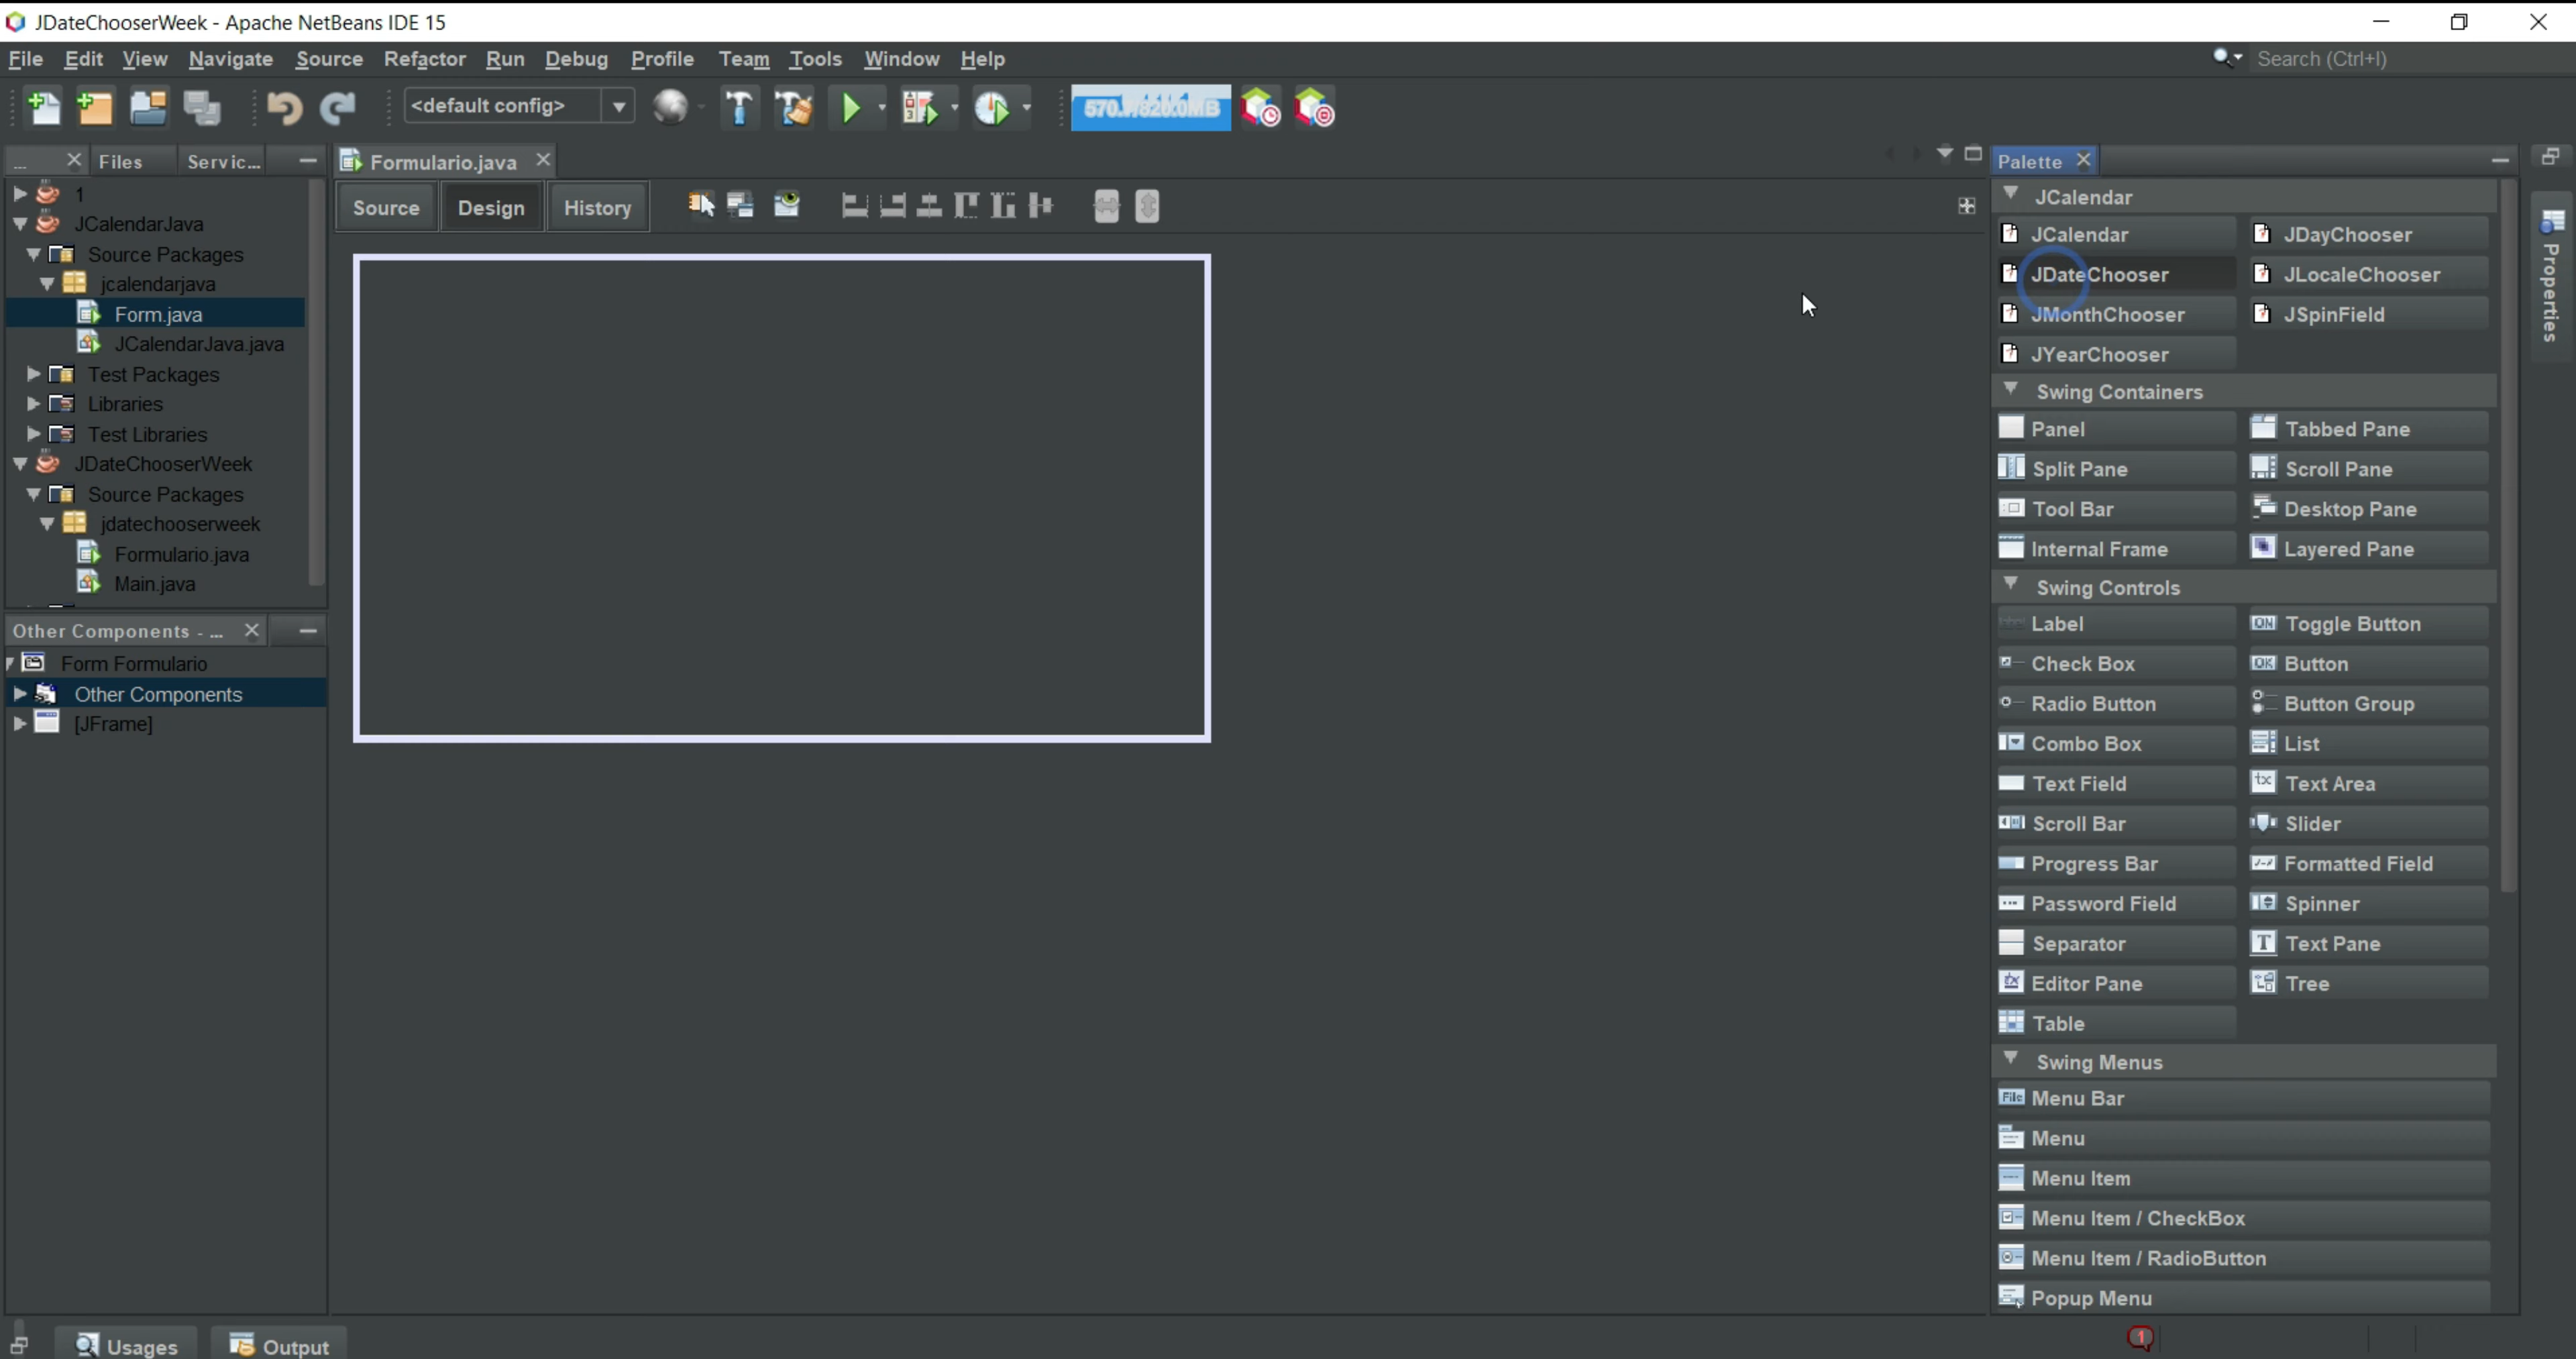 JDateChooserWeek - Apache NetBeans IDE 15
File Edit View Navigate Source Refactor Run Debug Profile Team Tools Window Help
Search (Ctrl+I)
<default config>
... Files Servic...
1
JCalendarJava
Source Packages
jcalendarjava
Form.java
JCalendarJava.java
Test Packages
Libraries
Test Libraries
JDateChooserWeek
Source Packages
jdatechooserweek
Formulario.java
Main.java
Other Components - ...
Form Formulario
Other Components
[JFrame]
Usages Output
Formulario.java
Source Design History
Palette
JCalendar
JCalendar JDayChooser
JDateChooser JLocaleChooser
JMonthChooser JSpinField
JYearChooser
Swing Containers
Panel Tabbed Pane
Split Pane Scroll Pane
Tool Bar Desktop Pane
Internal Frame Layered Pane
Swing Controls
Label Toggle Button
Check Box Button
Radio Button Button Group
Combo Box List
Text Field Text Area
Scroll Bar Slider
Progress Bar Formatted Field
Password Field Spinner
Separator Text Pane
Editor Pane Tree
Table
Swing Menus
Menu Bar
Menu
Menu Item
Menu Item / CheckBox
Menu Item / RadioButton
Popup Menu
Properties
1